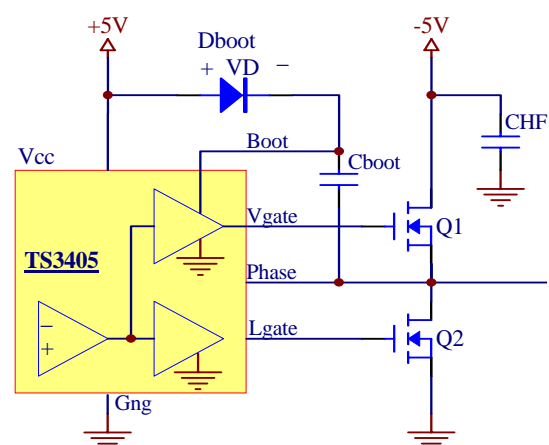 +5V
-5V
Dboot
+ VD −
CHF
Boot
Vcc
Cboot
Vgate
Q1
TS3405
Phase
−
+
Lgate
Q2
Gng